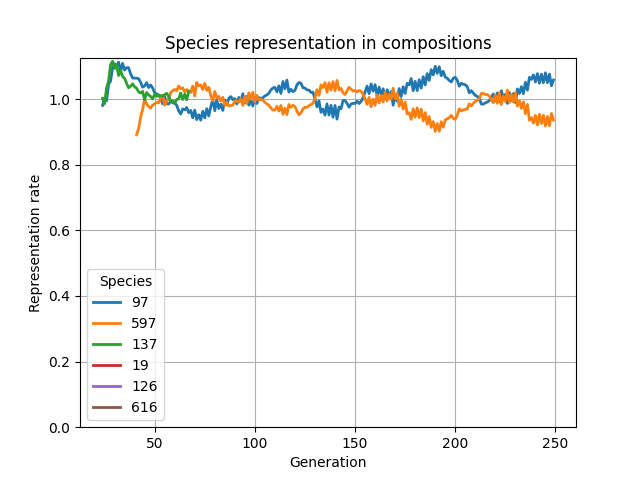 Species representation in compositions
Representation rate
1.0
0.8
0.6
0.4
0.2
0.0
Species
97
597
137
19
126
616
50 100 150 200 250
Generation